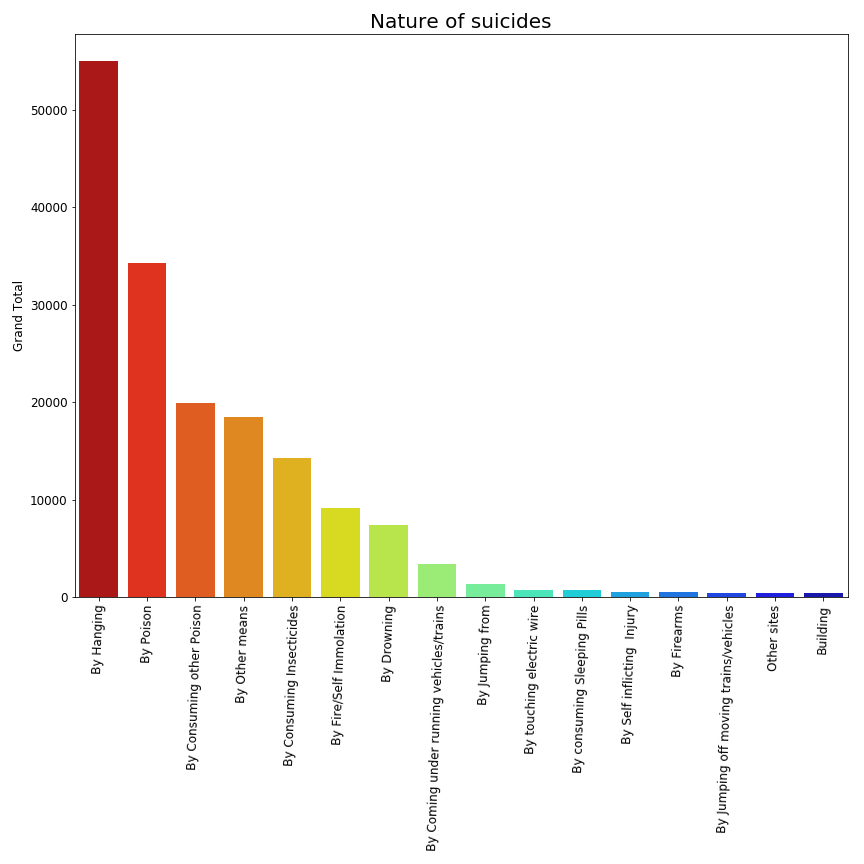 Nature of suicides
Grand Total
50000
40000
30000
20000
10000
0
By Hanging
By Poison
By Consuming other Poison
By Other means
By Consuming Insecticides
By Fire/Self Immolation
By Drowning
By Coming under running vehicles/trains
By Jumping from
By touching electric wire
By consuming Sleeping Pills
By Self inflicting  Injury
By Firearms
By Jumping off moving trains/vehicles
Other sites
Building